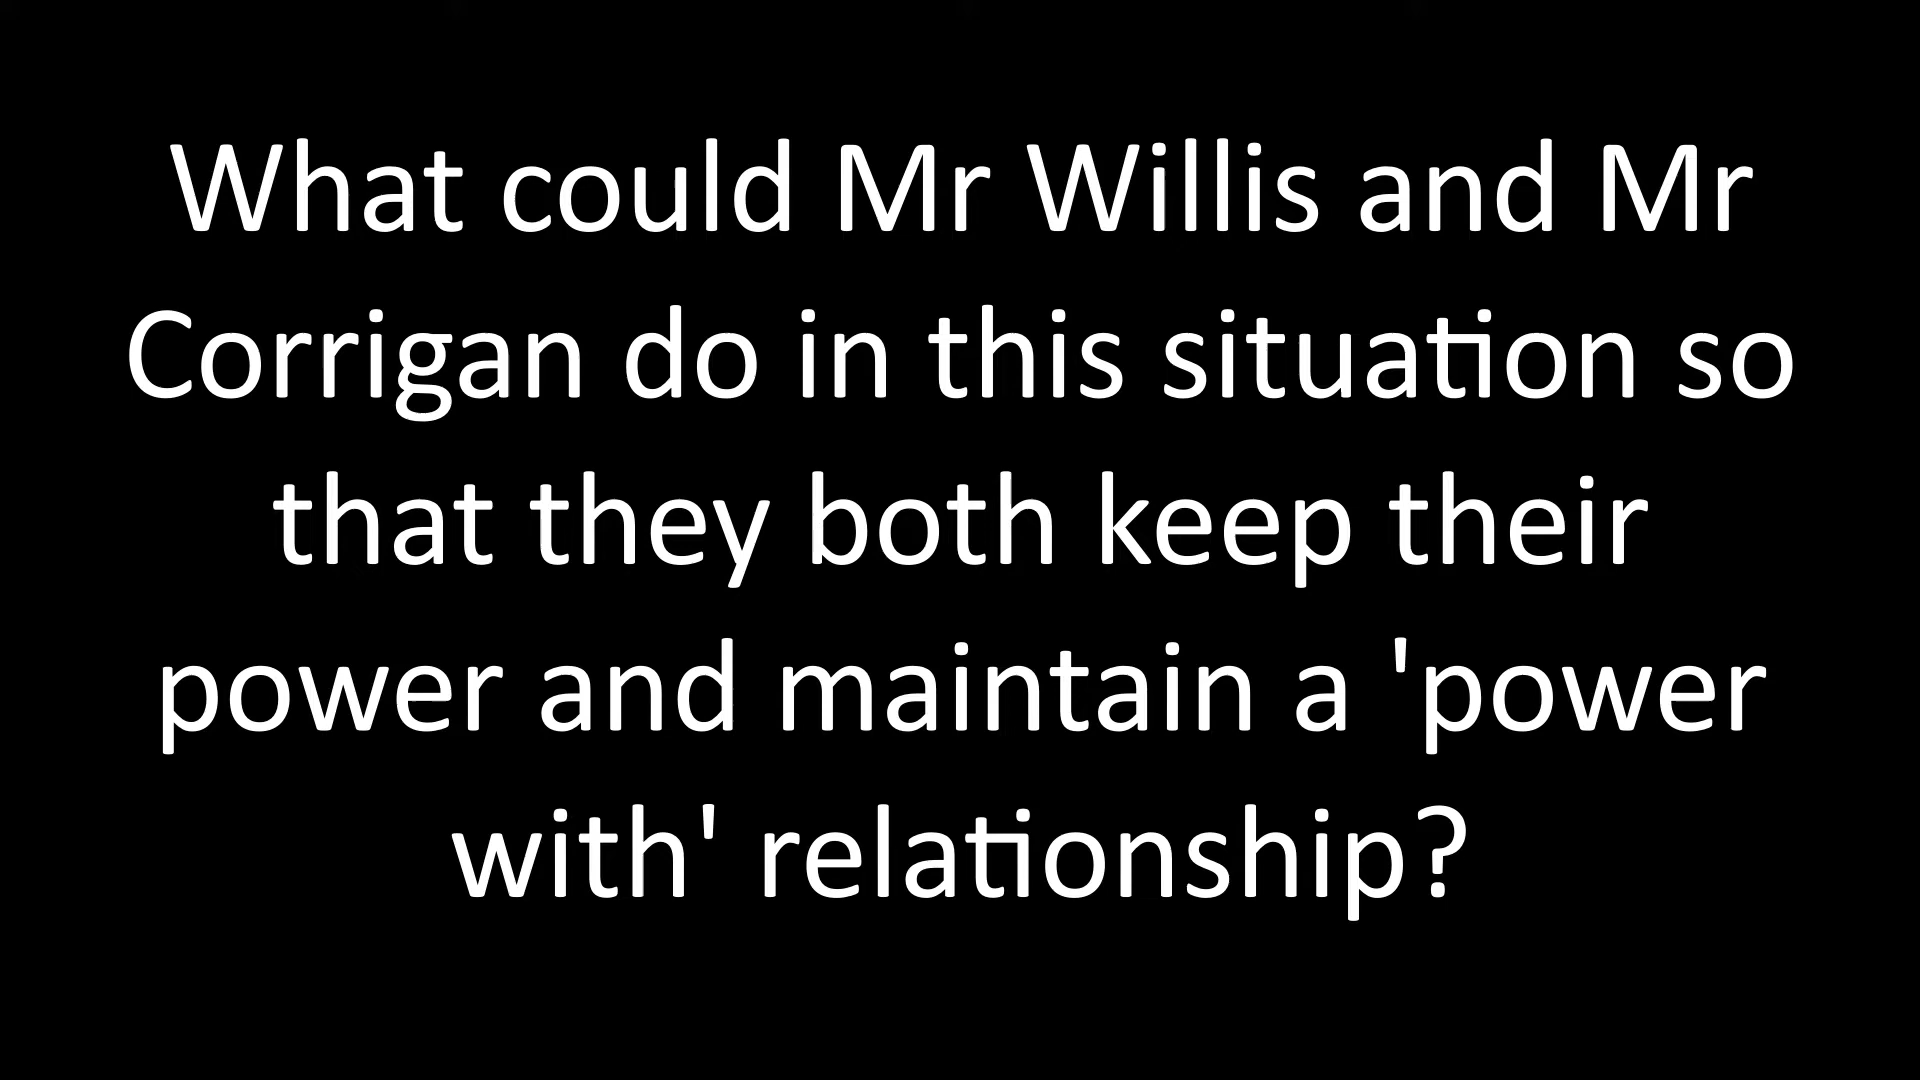 What could Mr Willis and Mr
Corrigan do in this situation so
that they both keep their
power and maintain a 'power
with' relationship?